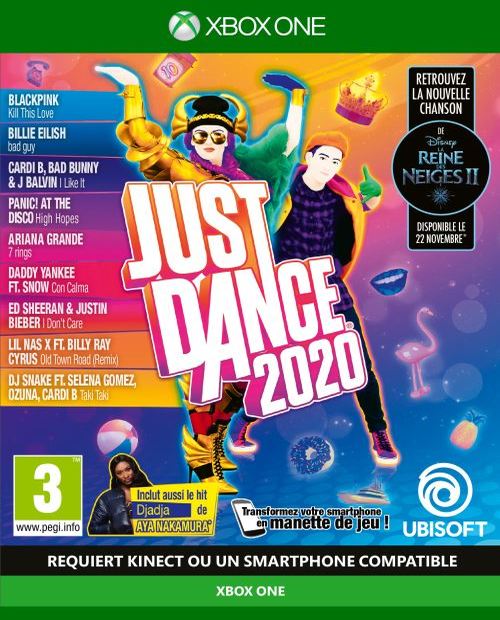 XBOX ONE
BLACKPINK
Kill This Love
BILLIE EILISH
bad guy
CARDI B, BAD BUNNY
& J BALVIN I Like It
PANIC! AT THE
DISCO High Hopes
ARIANA GRANDE
7 rings
DADDY YANKEE
FT. SNOW Con Calma
ED SHEERAN & JUSTIN
BIEBER I Don't Care
LIL NAS X FT. BILLY RAY
CYRUS Old Town Road (Remix)
DJ SNAKE FT. SELENA GOMEZ,
OZUNA, CARDI B Taki Taki
RETROUVEZ
LA NOUVELLE
CHANSON
DE
Disney
LA
REINE
DES
NEIGES II
DISPONIBLE LE
22 NOVEMBRE*
JUST
DANCE
2020
3
www.pegi.info
Inclut aussi le hit
Djadja de
AYA NAKAMURA*
Transformez votre smartphone
en manette de jeu !
UBISOFT
REQUIERT KINECT OU UN SMARTPHONE COMPATIBLE
XBOX ONE